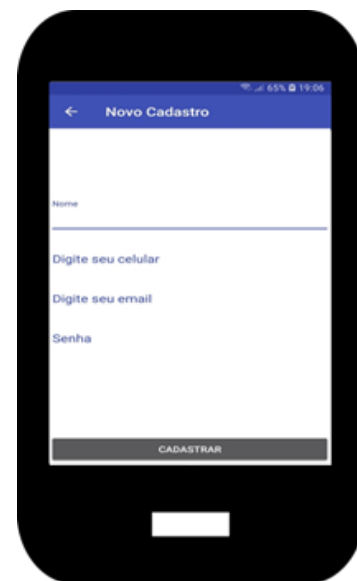 65% 19:06
Novo Cadastro
Nome
Digite seu celular
Digite seu email
Senha
CADASTRAR